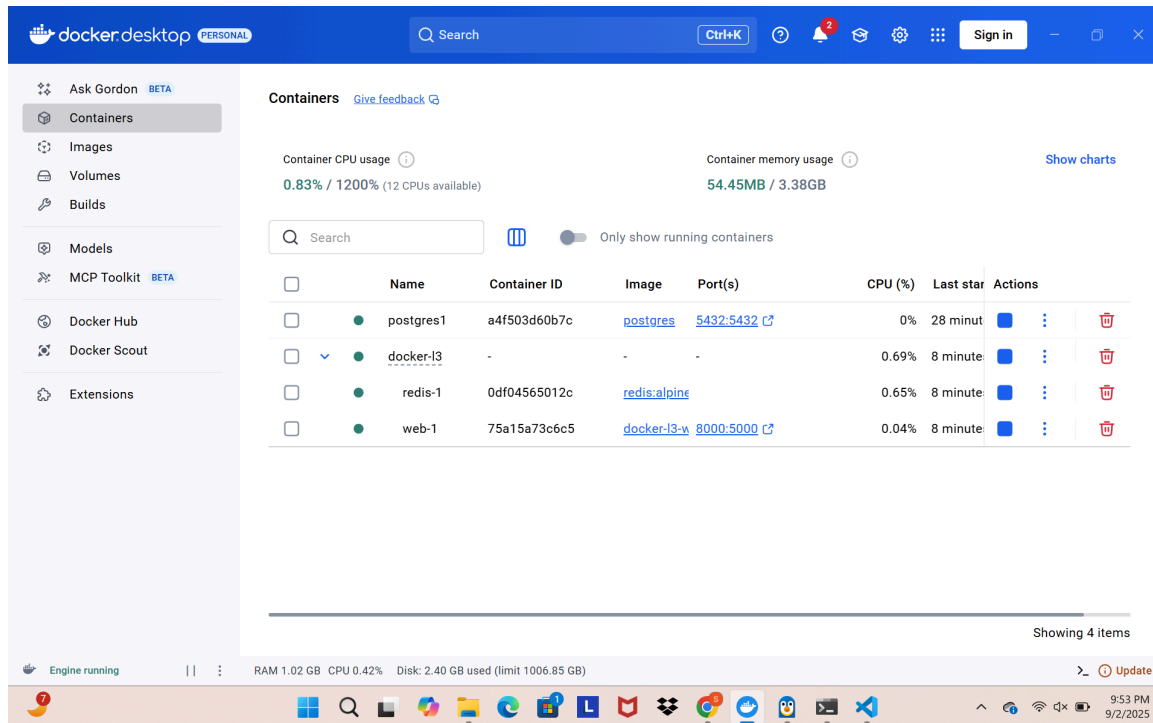 docker.desktop PERSONAL
Search
Ctrl+K
2
Sign in
Ask Gordon BETA
Containers
Images
Volumes
Builds
Models
MCP Toolkit BETA
Docker Hub
Docker Scout
Extensions
Containers Give feedback
Container CPU usage
0.83% / 1200% (12 CPUs available)
Container memory usage
54.45MB / 3.38GB
Show charts
Search
Only show running containers
Name Container ID Image Port(s) CPU (%) Last star Actions
postgres1 a4f503d60b7c postgres 5432:5432 0% 28 minut
docker-l3 - - - 0.69% 8 minute
redis-1 0df04565012c redis:alpine 0.65% 8 minute
web-1 75a15a73c6c5 docker-l3-w 8000:5000 0.04% 8 minute
Showing 4 items
Engine running
RAM 1.02 GB CPU 0.42% Disk: 2.40 GB used (limit 1006.85 GB)
>_ Update
7
1
L
S
9:53 PM
9/2/2025